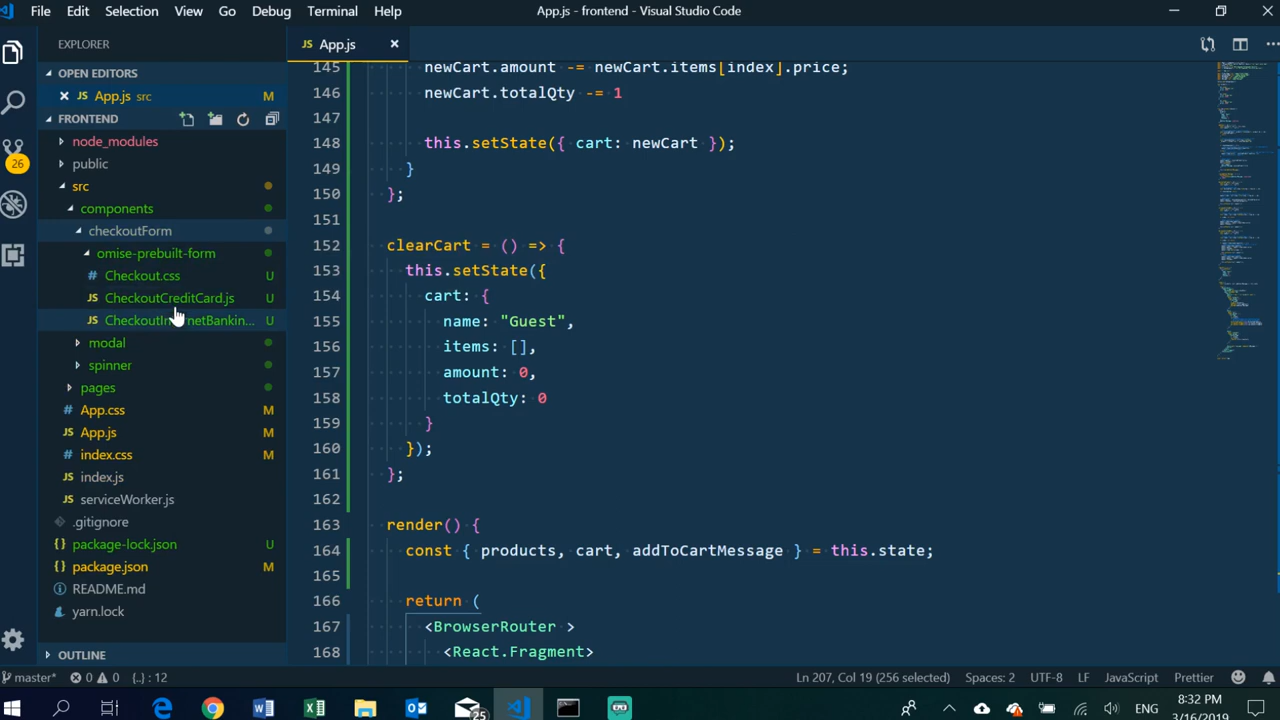 File Edit Selection View Go Debug Terminal Help App.js - frontend - Visual Studio Code
EXPLORER
JS App.js
OPEN EDITORS
JS App.js src M
FRONTEND
node_modules
public
src
components
checkoutForm
omise-prebuilt-form
# Checkout.css U
JS CheckoutCreditCard.js U
JS CheckoutIn rnetBankin... U
modal
spinner
pages
# App.css M
JS App.js M
# index.css M
JS index.js
JS serviceWorker.js
.gitignore
{} package-lock.json U
{} package.json M
README.md
yarn.lock
OUTLINE
26
145 newCart.amount -= newCart.items[index].price;
146 newCart.totalQty -= 1
147
148 this.setState({ cart: newCart });
149 }
150 };
151
152 clearCart = () => {
153 this.setState({
154 cart: {
155 name: "Guest",
156 items: [],
157 amount: 0,
158 totalQty: 0
159 }
160 });
161 };
162
163 render() {
164 const { products, cart, addToCartMessage } = this.state;
165
166 return (
167 <BrowserRouter >
168 <React.Fragment>
master* 0 0 {..} : 12 Ln 207, Col 19 (256 selected) Spaces: 2 UTF-8 LF JavaScript Prettier
25 ENG 8:32 PM
3/16/2019